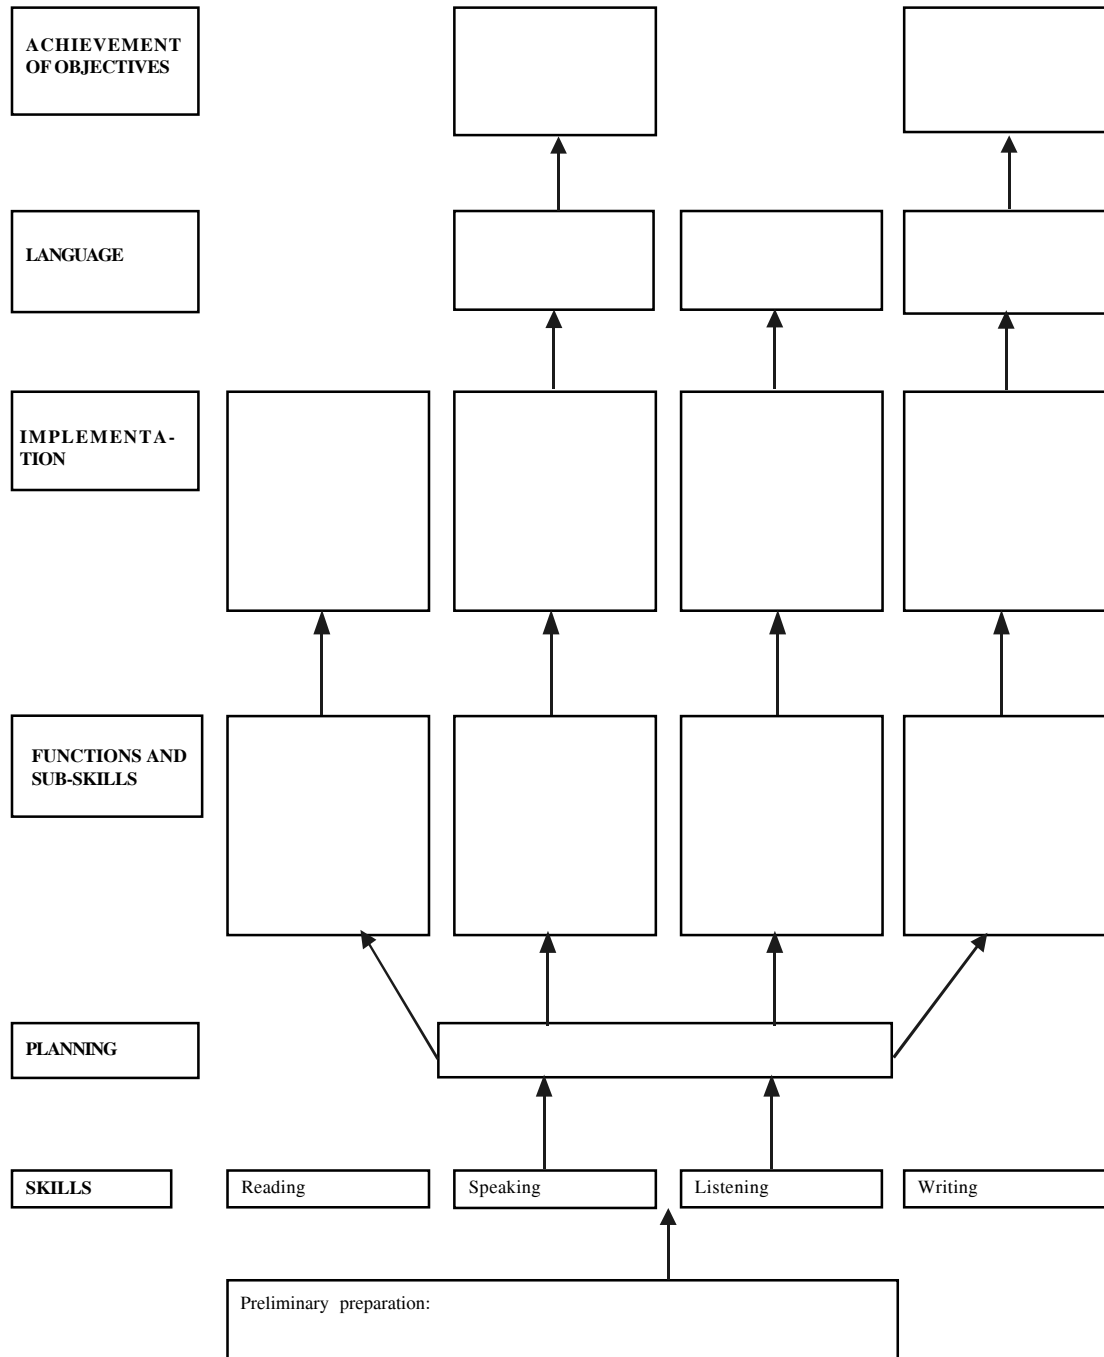 ACHIEVEMENT
OF OBJECTIVES
LANGUAGE
IMPLEMENTA-
TION
FUNCTIONS AND
SUB-SKILLS
PLANNING
SKILLS
Reading
Speaking
Listening
Writing
Preliminary preparation: